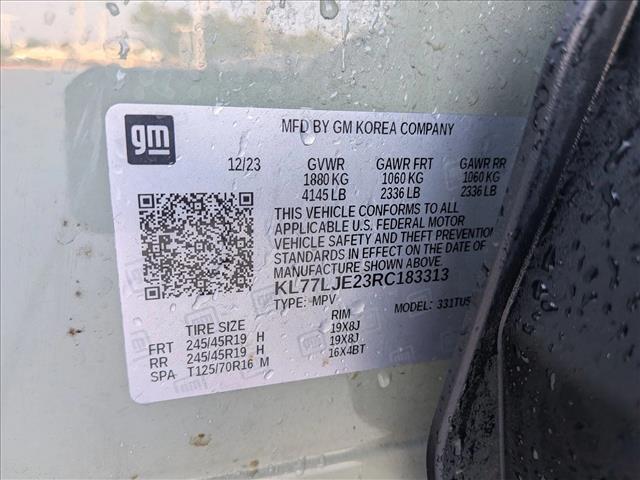 gm
MFD BY GM KOREA COMPANY
12/23 GVWR GAWR FRT GAWR RR
1880 KG 1060 KG 1060 KG
4145 LB 2336 LB 2336 LB
THIS VEHICLE CONFORMS TO ALL
APPLICABLE U.S. FEDERAL MOTOR
VEHICLE SAFETY AND THEFT PREVENTION
STANDARDS IN EFFECT ON THE DATE OF
MANUFACTURE SHOWN ABOVE.
KL77LJE23RC183313
TYPE: MPV MODEL: 331TU5
TIRE SIZE RIM
FRT 245/45R19 H 19X8J
RR 245/45R19 H 19X8J
SPA T125/70R16 M 16X4BT